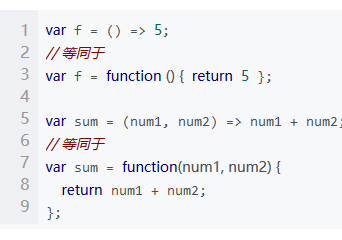 1 var f = () => 5;
2 // 等同于
3 var f = function () { return 5 };
4
5 var sum = (num1, num2) => num1 + num2;
6 // 等同于
7 var sum = function(num1, num2) {
8 return num1 + num2;
9 };